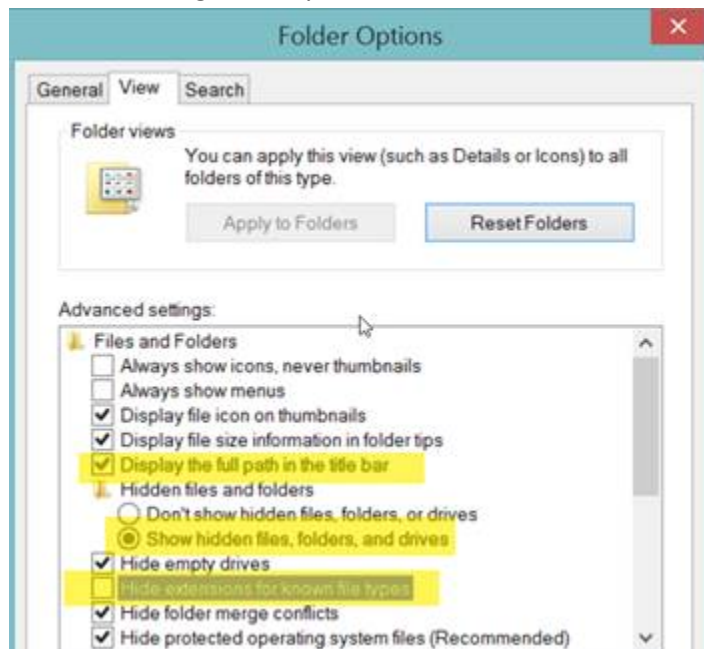 Folder Options
General View Search
Folder views
You can apply this view (such as Details or Icons) to all
folders of this type.
Apply to Folders Reset Folders
Advanced settings:
Files and Folders
Always show icons, never thumbnails
Always show menus
Display file icon on thumbnails
Display file size information in folder tips
Display the full path in the title bar
Hidden files and folders
Don't show hidden files, folders, or drives
Show hidden files, folders, and drives
Hide empty drives
Hide extensions for known file types
Hide folder merge conflicts
Hide protected operating system files (Recommended)